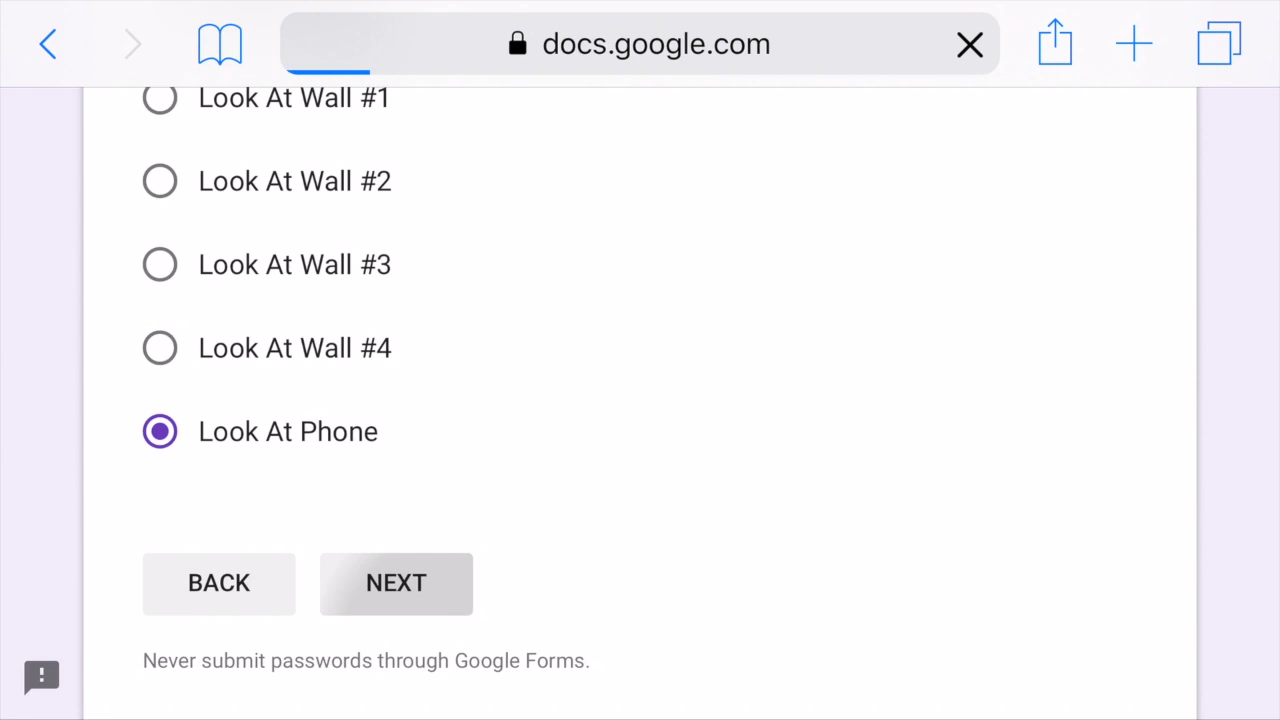 docs.google.com
Look At Wall #1
Look At Wall #2
Look At Wall #3
Look At Wall #4
Look At Phone
BACK NEXT
Never submit passwords through Google Forms.